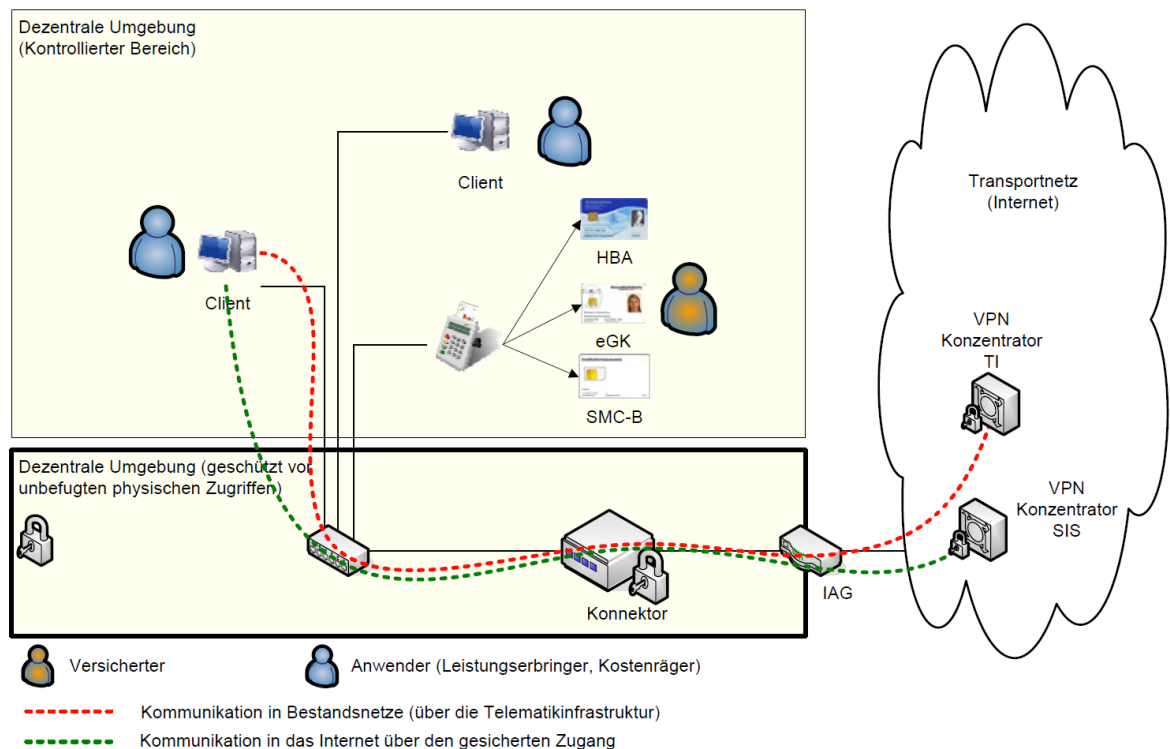 Dezentrale Umgebung
(Kontrollierter Bereich)
Client
HBA
Client
eGK
SMC-B
Transportnetz
(Internet)
VPN
Konzentrator
TI
Dezentrale Umgebung (geschützt vor
unbefugten physischen Zugriffen)
VPN
Konzentrator
SIS
Konnektor
IAG
Versicherter
Anwender (Leistungserbringer, Kostenräger)
Kommunikation in Bestandsnetze (über die Telematikinfrastruktur)
Kommunikation in das Internet über den gesicherten Zugang